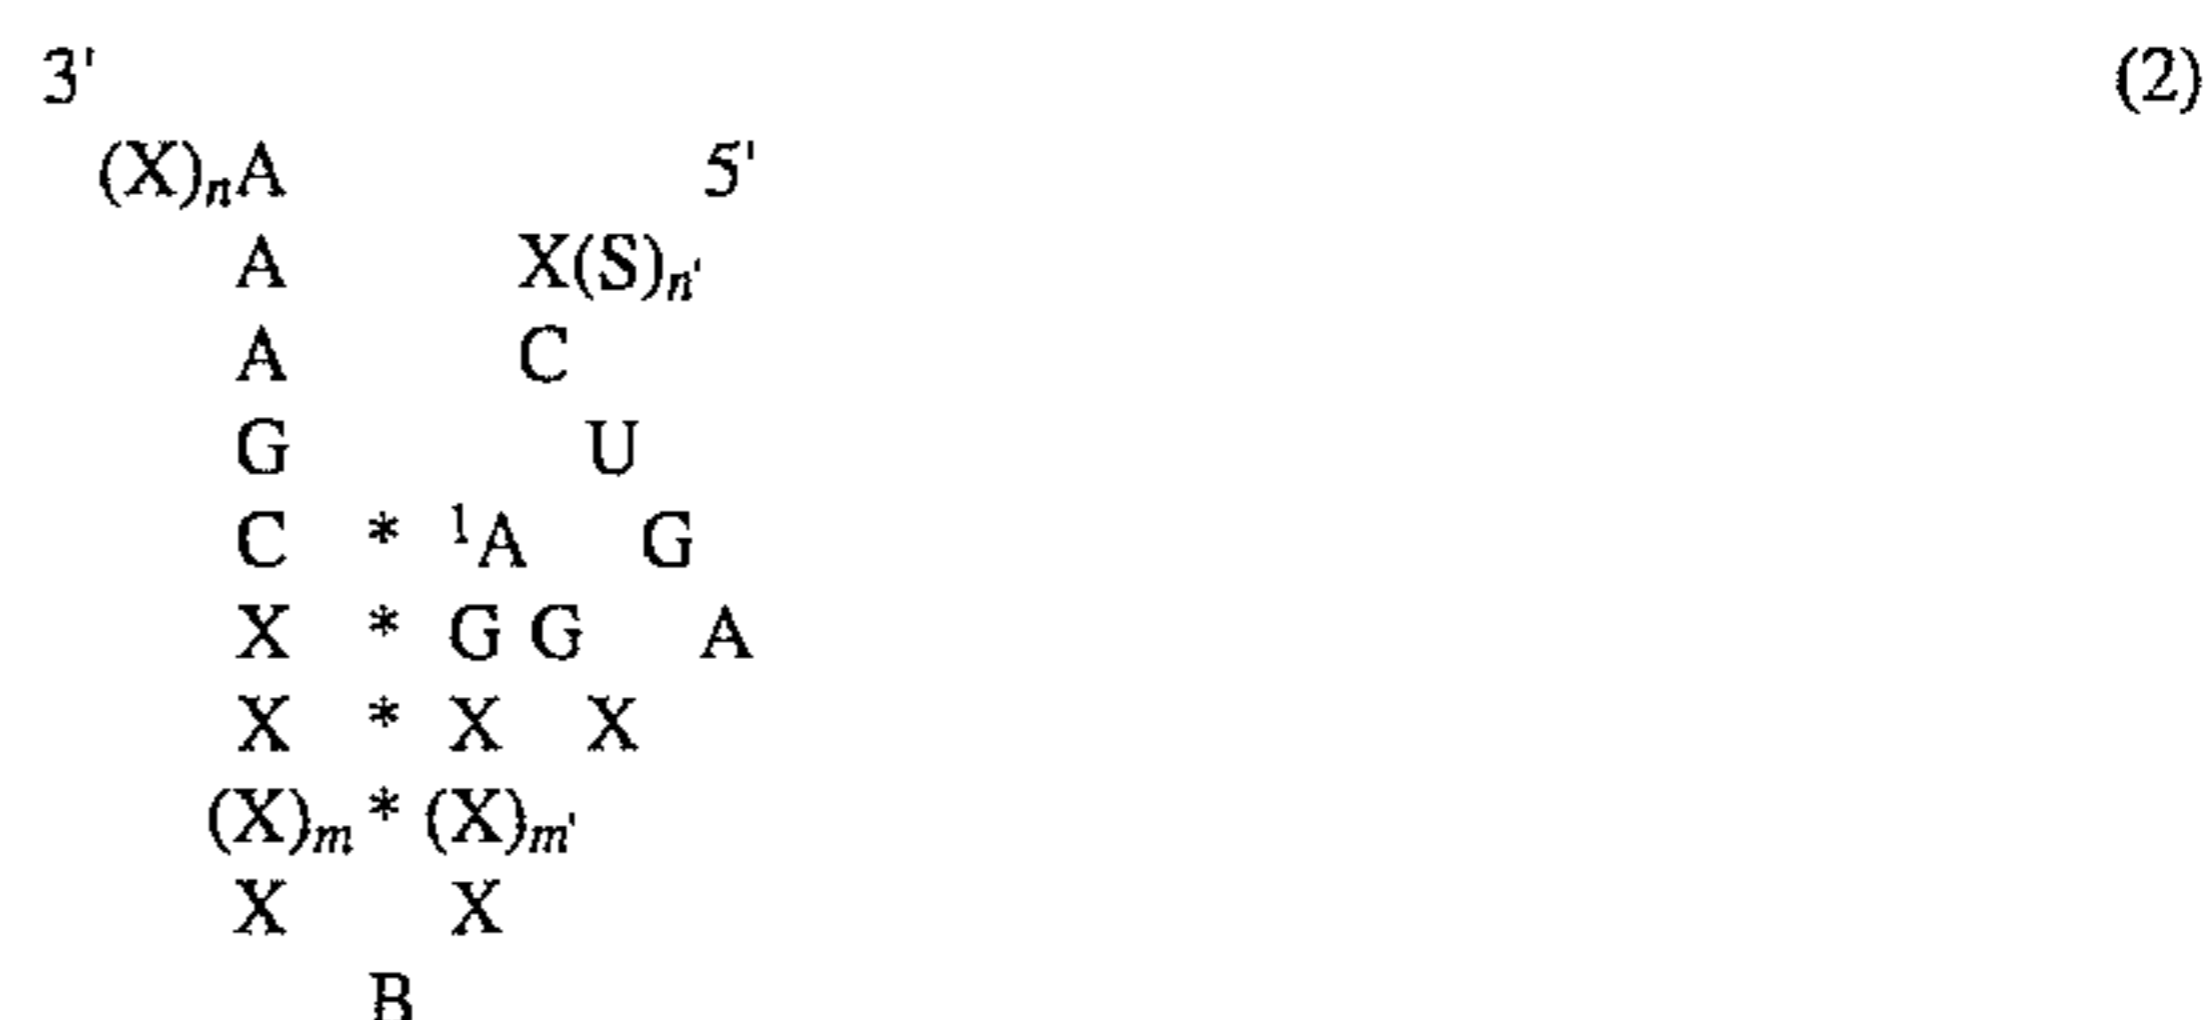 3' (2)
(X)nA 5'
A X(S)n'
A C
G U
C * ¹A G
X * G G A
X * X X
(X)m * (X)m'
X X
B